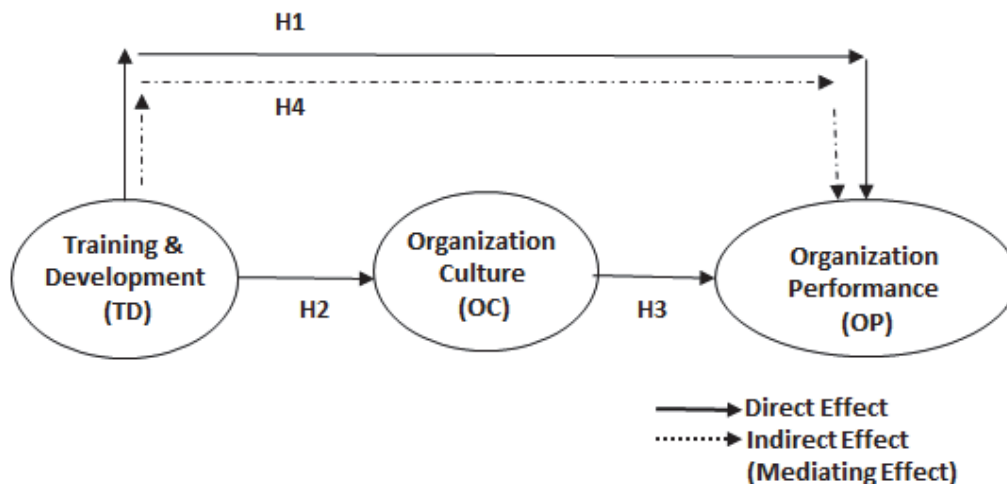 H1
H4
Training &
Development
(TD)
H2
Organization
Culture
(OC)
H3
Organization
Performance
(OP)
Direct Effect
Indirect Effect
(Mediating Effect)